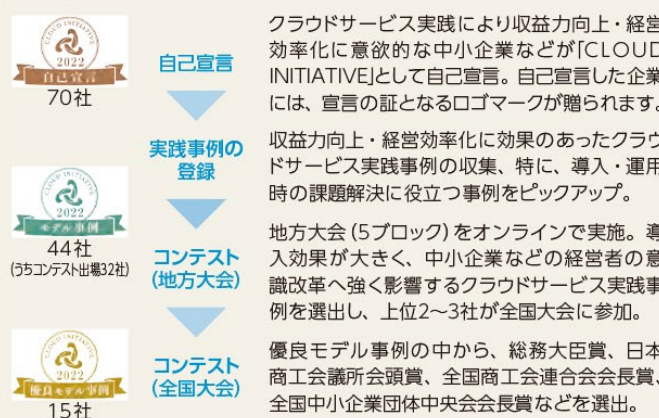 CLOUD INITIATIVE
2022
自己宣言
70社
自己宣言
クラウドサービス実践により収益力向上・経営
効率化に意欲的な中小企業などが「CLOUD
INITIATIVE」として自己宣言。自己宣言した企業
には、宣言の証となるロゴマークが贈られます。
実践事例の
登録
収益力向上・経営効率化に効果のあったクラウ
ドサービス実践事例の収集、特に、導入・運用
時の課題解決に役立つ事例をピックアップ。
CLOUD INITIATIVE
2022
モデル事例
44社
(うちコンテスト出場32社)
コンテスト
(地方大会)
地方大会(5ブロック)をオンラインで実施。導
入効果が大きく、中小企業などの経営者の意
識改革へ強く影響するクラウドサービス実践事
例を選出し、上位2〜3社が全国大会に参加。
CLOUD INITIATIVE
2022
優良モデル事例
15社
コンテスト
(全国大会)
優良モデル事例の中から、総務大臣賞、日本
商工会議所会頭賞、全国商工会連合会会長賞、
全国中小企業団体中央会会長賞などを選出。